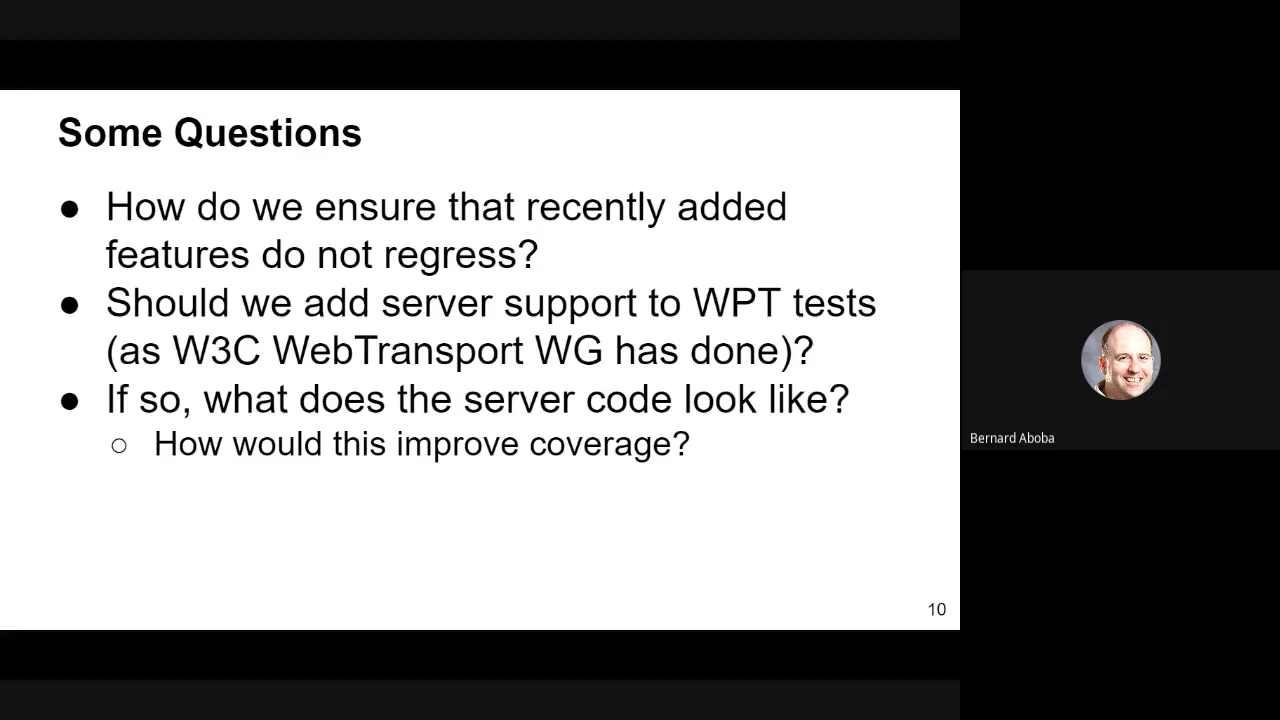 Some Questions
● How do we ensure that recently added
features do not regress?
● Should we add server support to WPT tests
(as W3C WebTransport WG has done)?
● If so, what does the server code look like?
○ How would this improve coverage?
10
Bernard Aboba